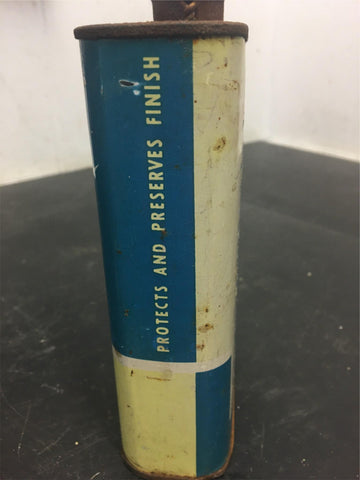 PROTECTS AND PRESERVES FINISH